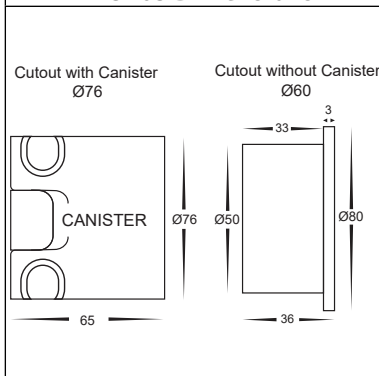 Cutout with Canister
Ø76
Cutout without Canister
Ø60
CANISTER
Ø76
65
3
33
Ø50
Ø80
36